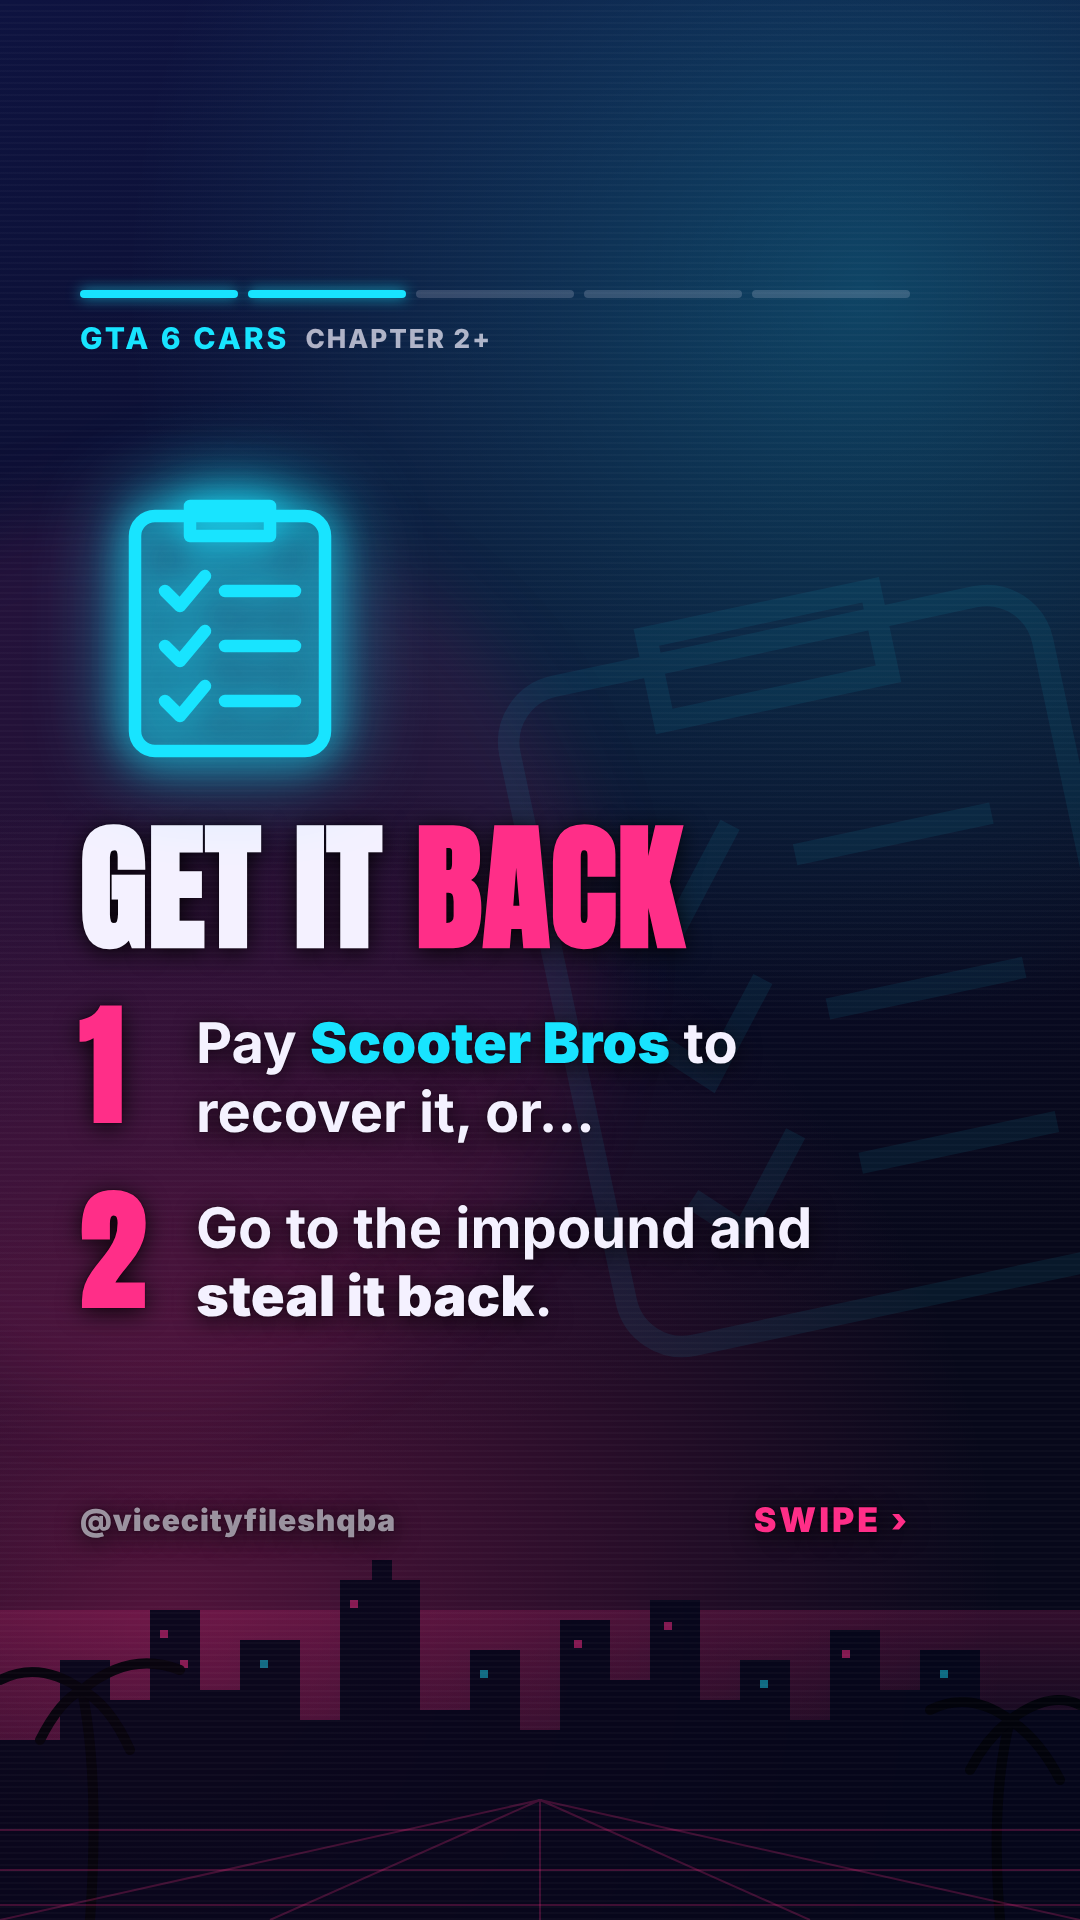 GTA 6 CARS CHAPTER 2+
GET IT BACK
1 Pay Scooter Bros to
recover it, or...
2 Go to the impound and
steal it back.
@vicecityfileshqba SWIPE ›